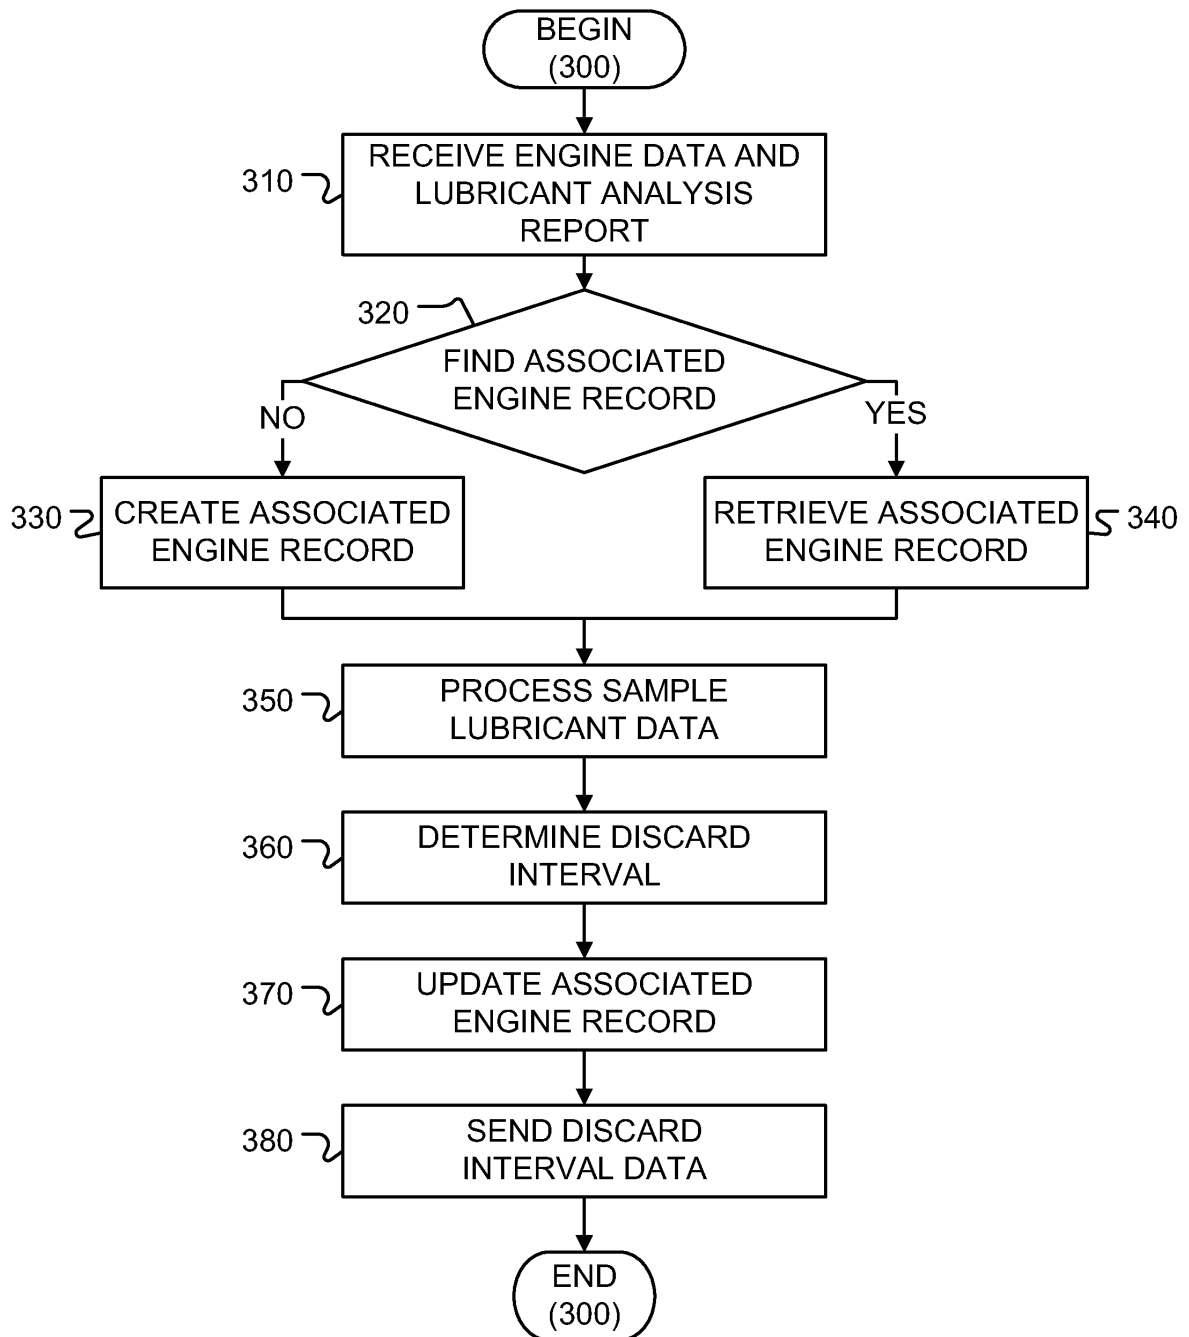 BEGIN
(300)
310
RECEIVE ENGINE DATA AND
LUBRICANT ANALYSIS
REPORT
320
FIND ASSOCIATED
ENGINE RECORD
NO
YES
330
CREATE ASSOCIATED
ENGINE RECORD
RETRIEVE ASSOCIATED
ENGINE RECORD
340
350
PROCESS SAMPLE
LUBRICANT DATA
360
DETERMINE DISCARD
INTERVAL
370
UPDATE ASSOCIATED
ENGINE RECORD
380
SEND DISCARD
INTERVAL DATA
END
(300)